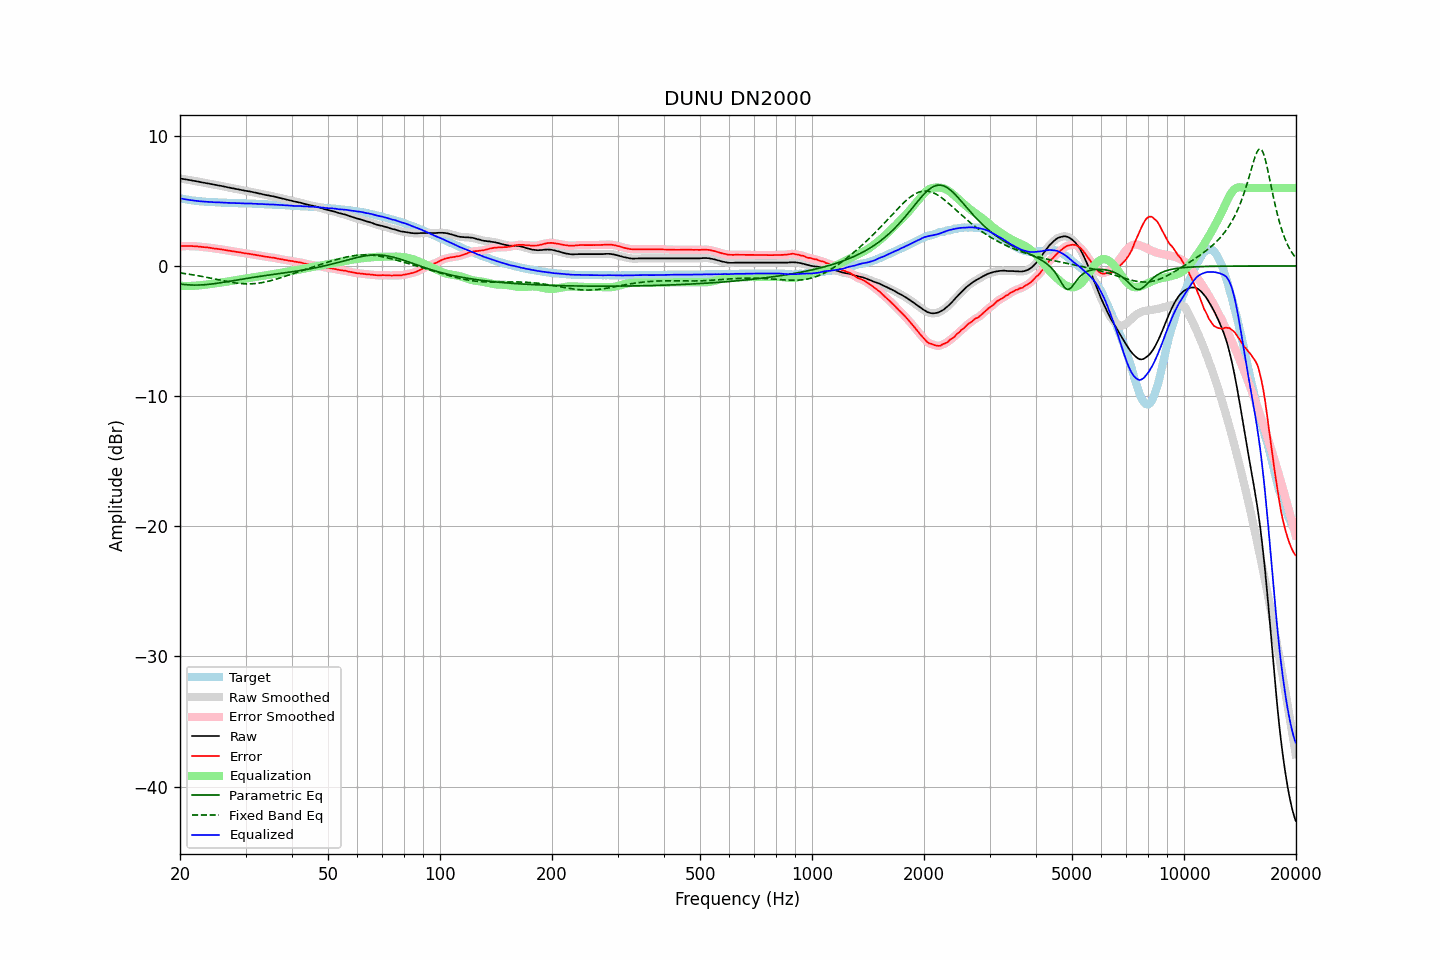 DUNU DN2000
10
0
−10
−20
−30
−40
Amplitude (dBr)
Target
Raw Smoothed
Error Smoothed
Raw
Error
Equalization
Parametric Eq
Fixed Band Eq
Equalized
20 50 100 200 500 1000 2000 5000 10000 20000
Frequency (Hz)